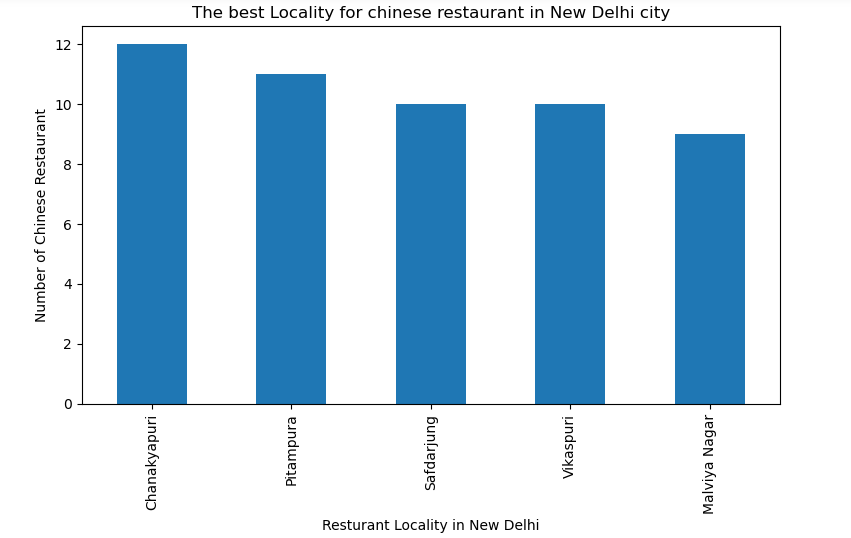 The best Locality for chinese restaurant in New Delhi city
Number of Chinese Restaurant
12
10
8
6
4
2
0
Chanakyapuri
Pitampura
Safdarjung
Vikaspuri
Malviya Nagar
Resturant Locality in New Delhi